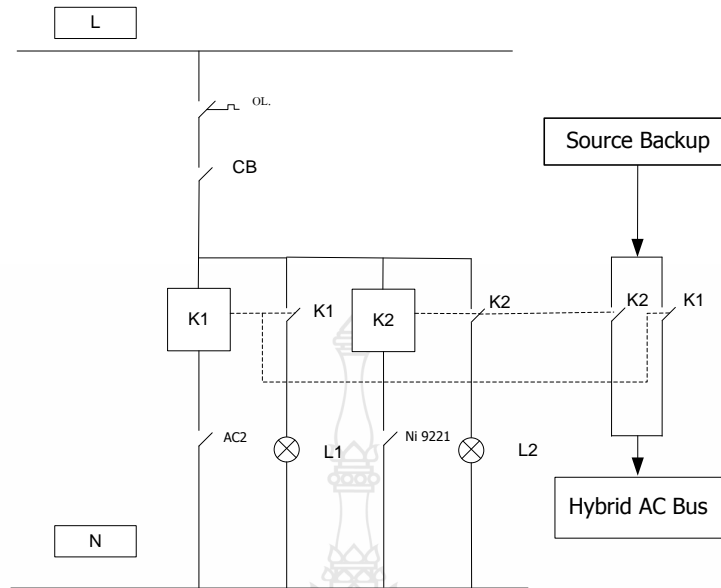 L
OL.
CB
Source Backup
K1
K1
K2
K2
K2
K1
AC2
L1
Ni 9221
L2
Hybrid AC Bus
N